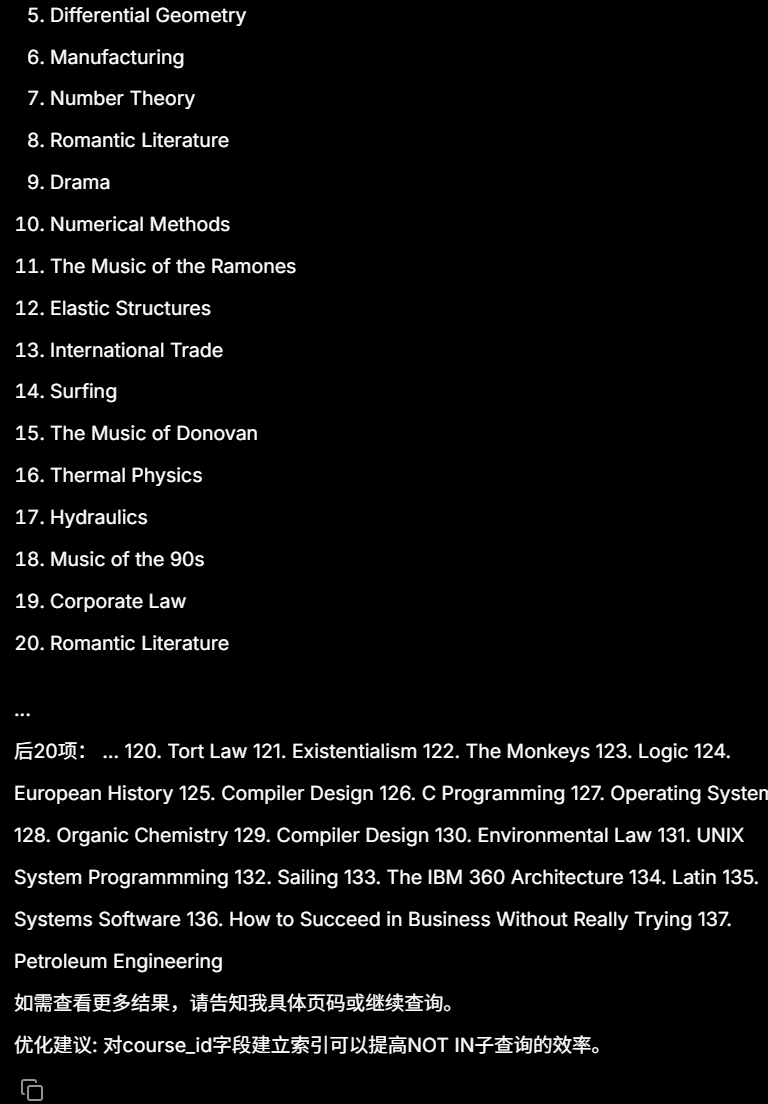 5. Differential Geometry
6. Manufacturing
7. Number Theory
8. Romantic Literature
9. Drama
10. Numerical Methods
11. The Music of the Ramones
12. Elastic Structures
13. International Trade
14. Surfing
15. The Music of Donovan
16. Thermal Physics
17. Hydraulics
18. Music of the 90s
19. Corporate Law
20. Romantic Literature
...
后20项： ... 120. Tort Law 121. Existentialism 122. The Monkeys 123. Logic 124.
European History 125. Compiler Design 126. C Programming 127. Operating System
128. Organic Chemistry 129. Compiler Design 130. Environmental Law 131. UNIX
System Programmming 132. Sailing 133. The IBM 360 Architecture 134. Latin 135.
Systems Software 136. How to Succeed in Business Without Really Trying 137.
Petroleum Engineering
如需查看更多结果，请告知我具体页码或继续查询。
优化建议: 对course_id字段建立索引可以提高NOT IN子查询的效率。